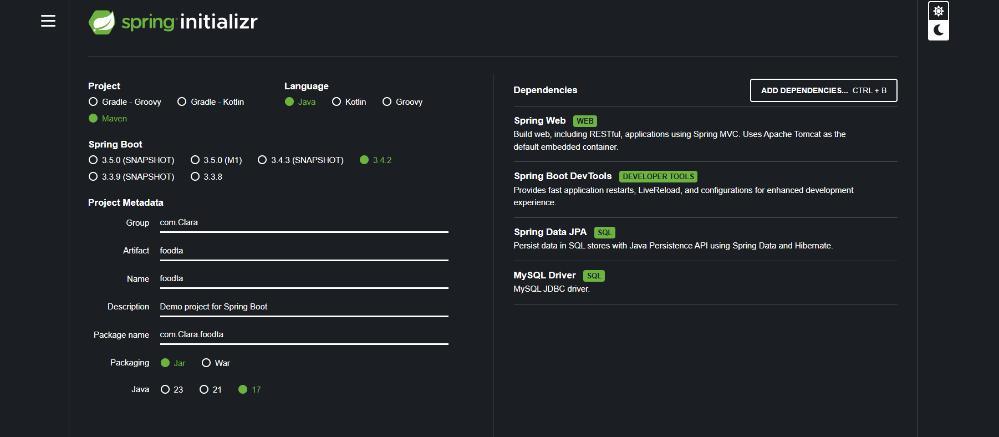 spring initializr
Project
Gradle - Groovy Gradle - Kotlin
Maven
Language
Java Kotlin Groovy
Spring Boot
3.5.0 (SNAPSHOT) 3.5.0 (M1) 3.4.3 (SNAPSHOT) 3.4.2
3.3.9 (SNAPSHOT) 3.3.8
Project Metadata
Group com.Clara
Artifact foodta
Name foodta
Description Demo project for Spring Boot
Package name com.Clara.foodta
Packaging Jar War
Java 23 21 17
Dependencies ADD DEPENDENCIES... CTRL + B
Spring Web WEB
Build web, including RESTful, applications using Spring MVC. Uses Apache Tomcat as the
default embedded container.
Spring Boot DevTools DEVELOPER TOOLS
Provides fast application restarts, LiveReload, and configurations for enhanced development
experience.
Spring Data JPA SQL
Persist data in SQL stores with Java Persistence API using Spring Data and Hibernate.
MySQL Driver SQL
MySQL JDBC driver.